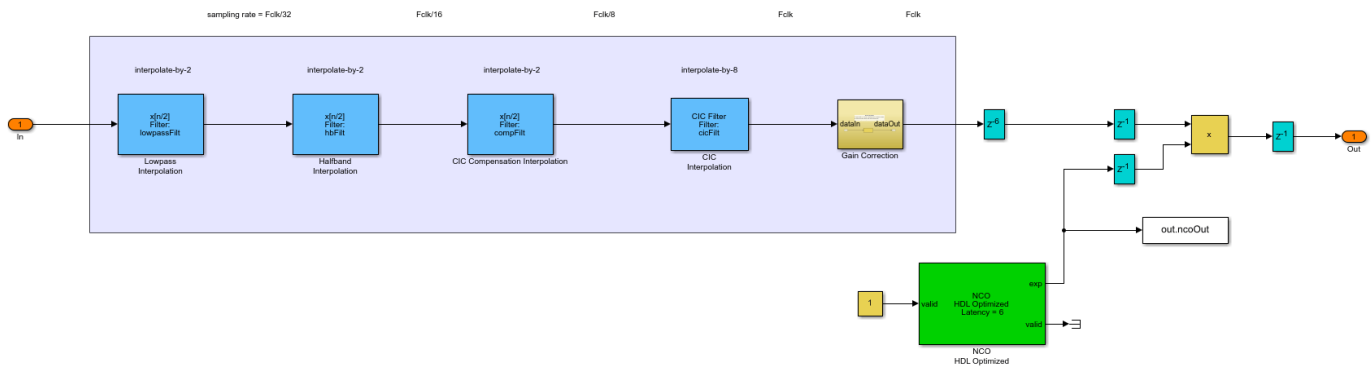 sampling rate = Fclk/32
Fclk/16
Fclk/8
Fclk
Fclk
interpolate-by-2
interpolate-by-2
interpolate-by-2
interpolate-by-8
1
In
x[n/2]
Filter:
lowpassFilt
Lowpass
Interpolation
x[n/2]
Filter:
hbFilt
Halfband
Interpolation
x[n/2]
Filter:
compFilt
CIC Compensation Interpolation
CIC Filter
Filter:
cicFilt
CIC
Interpolation
dataIn
dataOut
Gain Correction
z-6
z-1
z-1
x
z-1
1
Out
out.ncoOut
1
valid
NCO
HDL Optimized
Latency = 6
exp
valid
NCO
HDL Optimized